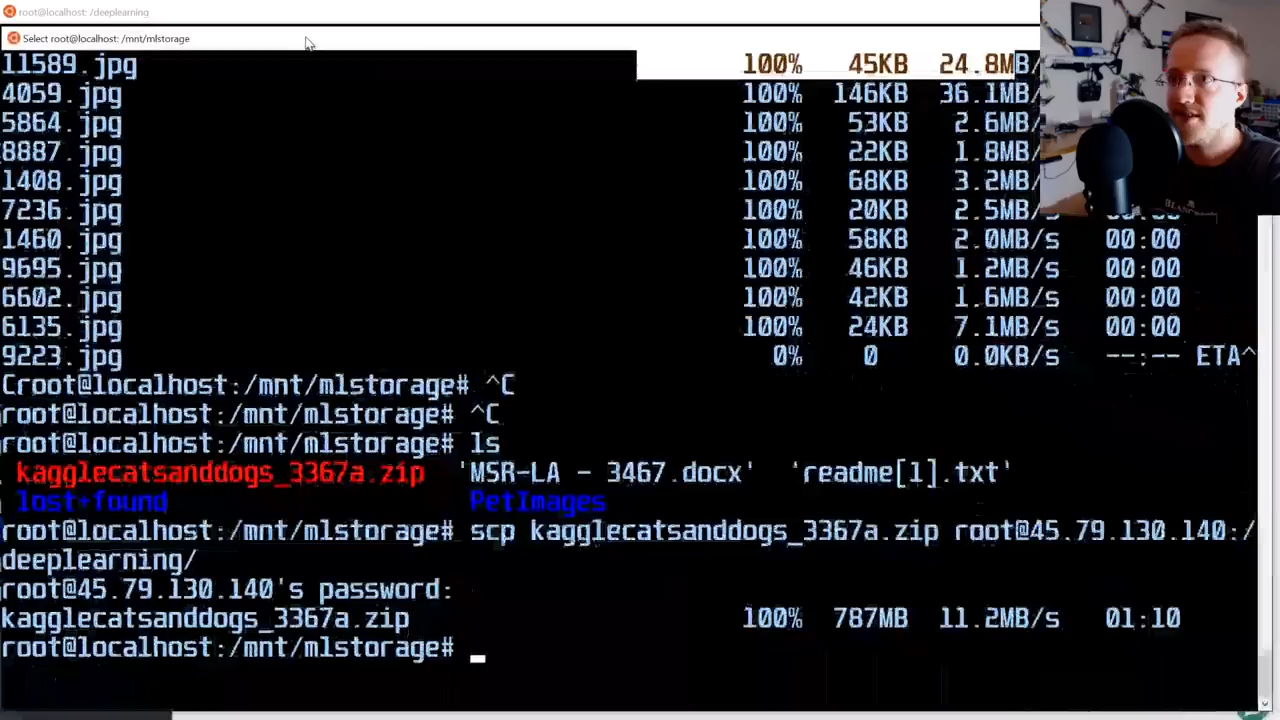 root@localhost: /deeplearning
Select root@localhost: /mnt/mlstorage
11589.jpg 100% 45KB 24.8MB/
4059.jpg 100% 146KB 36.1MB/
5864.jpg 100% 53KB 2.6MB/
8887.jpg 100% 22KB 1.8MB/
1408.jpg 100% 68KB 3.2MB/
7236.jpg 100% 20KB 2.5MB/ 00:00
1460.jpg 100% 58KB 2.0MB/s 00:00
9695.jpg 100% 46KB 1.2MB/s 00:00
6602.jpg 100% 42KB 1.6MB/s 00:00
6135.jpg 100% 24KB 7.1MB/s 00:00
9223.jpg 0% 0 0.0KB/s --:-- ETA^
Croot@localhost:/mnt/mlstorage# ^C
root@localhost:/mnt/mlstorage# ^C
root@localhost:/mnt/mlstorage# ls
kagglecatsanddogs_3367a.zip 'MSR-LA - 3467.docx' 'readme[1].txt'
lost+found PetImages
root@localhost:/mnt/mlstorage# scp kagglecatsanddogs_3367a.zip root@45.79.130.140:/
deeplearning/
root@45.79.130.140's password:
kagglecatsanddogs_3367a.zip 100% 787MB 11.2MB/s 01:10
root@localhost:/mnt/mlstorage#